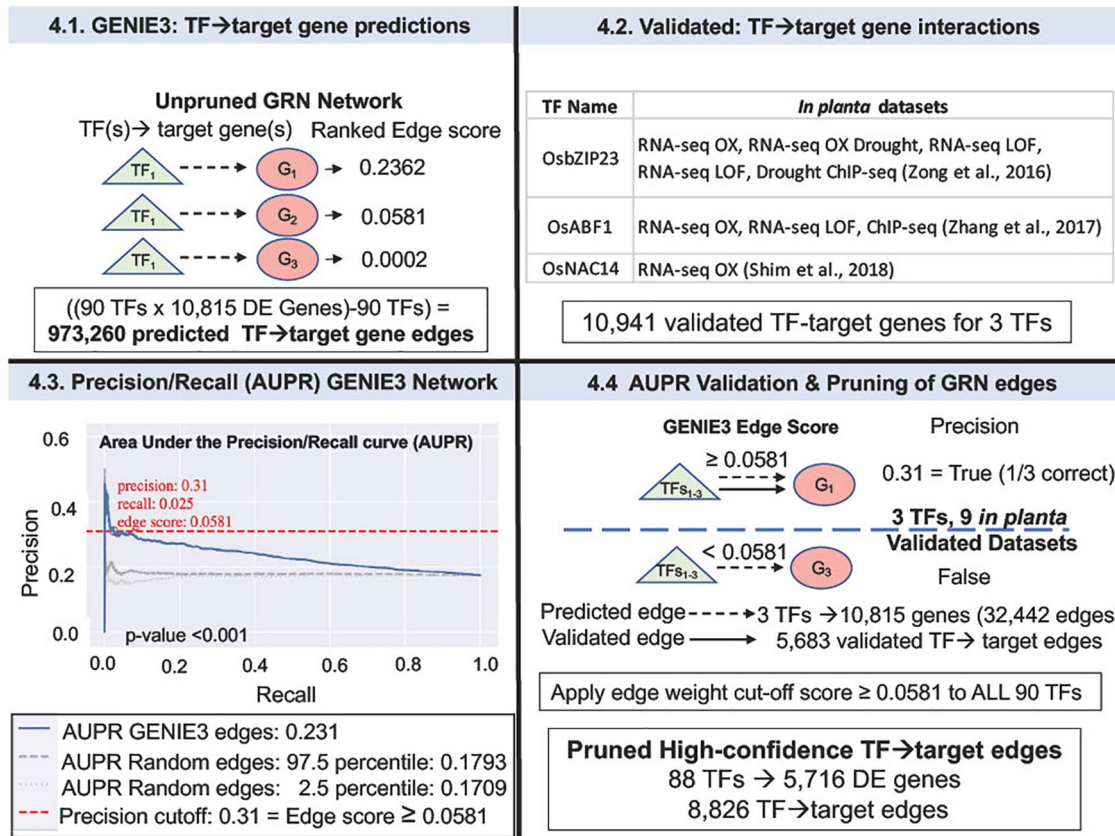 4.1. GENIE3: TF→target gene predictions
Unpruned GRN Network
TF(s)→ target gene(s) Ranked Edge score
TF1 G1 0.2362
TF1 G2 0.0581
TF1 G3 0.0002
((90 TFs x 10,815 DE Genes)-90 TFs) =
973,260 predicted TF→target gene edges
4.2. Validated: TF→target gene interactions
TF Name In planta datasets
OsbZIP23 RNA-seq OX, RNA-seq OX Drought, RNA-seq LOF,
RNA-seq LOF, Drought ChIP-seq (Zong et al., 2016)
OsABF1 RNA-seq OX, RNA-seq LOF, ChIP-seq (Zhang et al., 2017)
OsNAC14 RNA-seq OX (Shim et al., 2018)
10,941 validated TF-target genes for 3 TFs
4.3. Precision/Recall (AUPR) GENIE3 Network
Area Under the Precision/Recall curve (AUPR)
precision: 0.31
recall: 0.025
edge score: 0.0581
0.6
0.4
0.2
0.0
Precision
p-value <0.001
0.0 0.2 0.4 0.6 0.8 1.0
Recall
AUPR GENIE3 edges: 0.231
AUPR Random edges: 97.5 percentile: 0.1793
AUPR Random edges: 2.5 percentile: 0.1709
Precision cutoff: 0.31 = Edge score ≥ 0.0581
4.4 AUPR Validation & Pruning of GRN edges
GENIE3 Edge Score Precision
≥ 0.0581
TFs1-3 G1 0.31 = True (1/3 correct)
3 TFs, 9 in planta
Validated Datasets
< 0.0581
TFs1-3 G3 False
Predicted edge 3 TFs →10,815 genes (32,442 edges
Validated edge 5,683 validated TF→ target edges
Apply edge weight cut-off score ≥ 0.0581 to ALL 90 TFs
Pruned High-confidence TF→target edges
88 TFs → 5,716 DE genes
8,826 TF→target edges